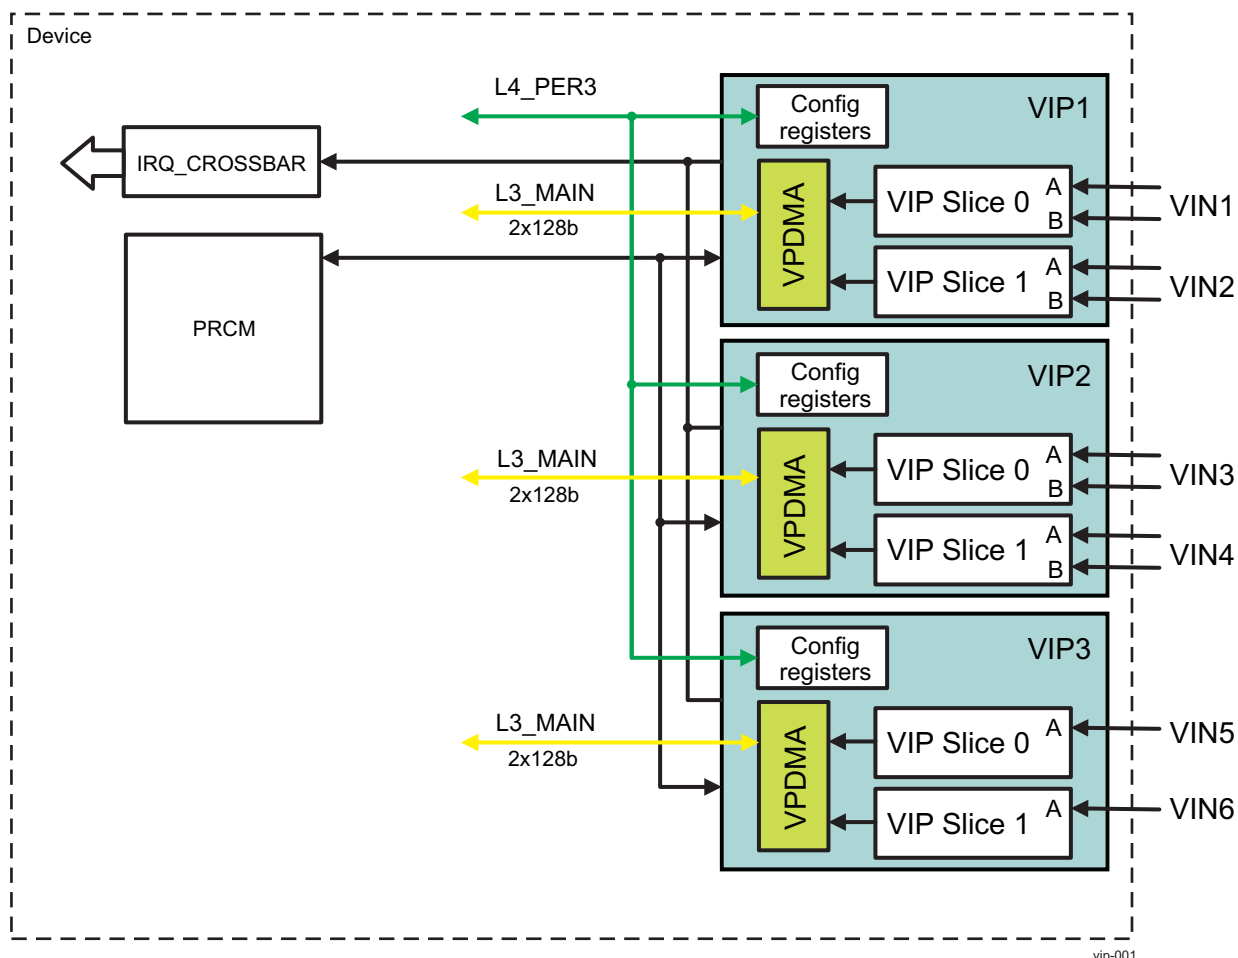 Device
L4_PER3
Config
registers
VIP1
IRQ_CROSSBAR
L3_MAIN
2x128b
VPDMA
VIP Slice 0
A
B
VIN1
VIP Slice 1
A
B
VIN2
PRCM
Config
registers
VIP2
L3_MAIN
2x128b
VPDMA
VIP Slice 0
A
B
VIN3
VIP Slice 1
A
B
VIN4
Config
registers
VIP3
L3_MAIN
2x128b
VPDMA
VIP Slice 0
A
VIN5
VIP Slice 1
A
VIN6
vip-001